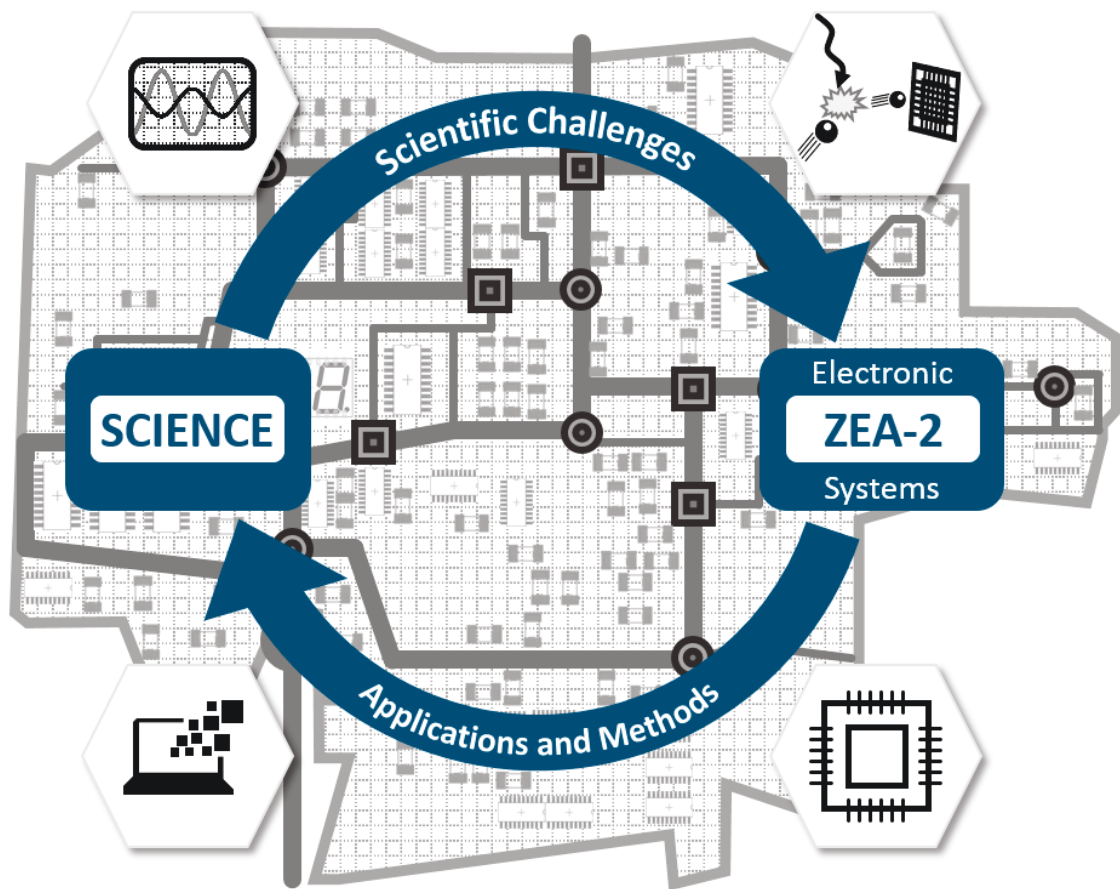 Scientific Challenges
SCIENCE
Electronic
ZEA-2
Systems
Applications and Methods